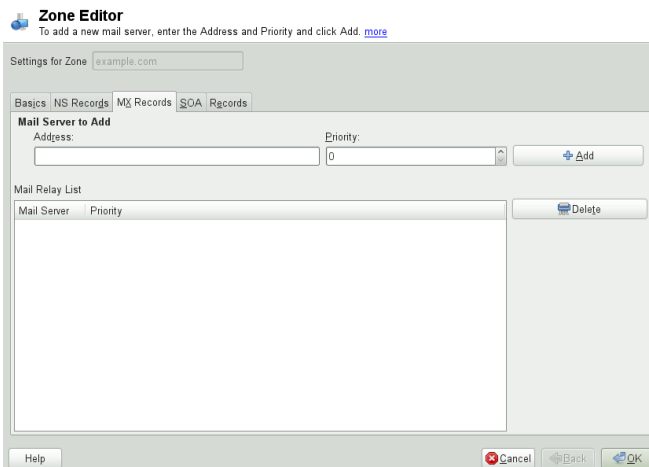 Zone Editor
To add a new mail server, enter the Address and Priority and click Add. more
Settings for Zone example.com
Basics NS Records MX Records SOA Records
Mail Server to Add
Address: Priority:
0 Add
Mail Relay List
Mail Server Priority Delete
Help Cancel Back OK